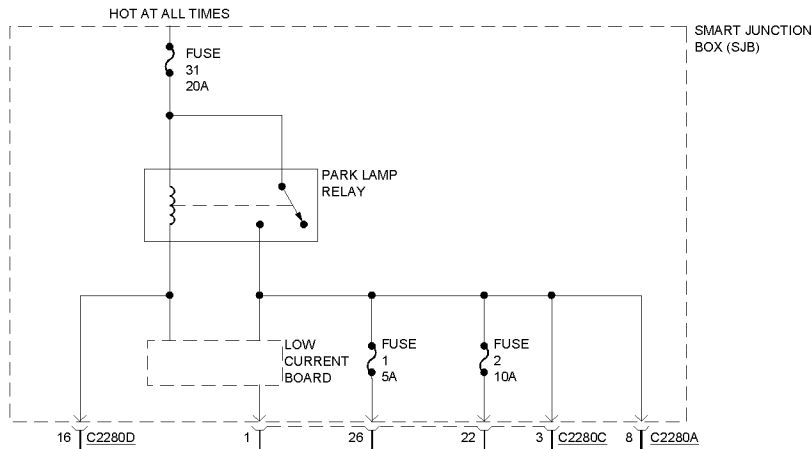 HOT AT ALL TIMES
SMART JUNCTION
BOX (SJB)
FUSE
31
20A
PARK LAMP
RELAY
LOW
CURRENT
BOARD
FUSE
1
5A
FUSE
2
10A
16 C2280D 1 26 22 3 C2280C 8 C2280A